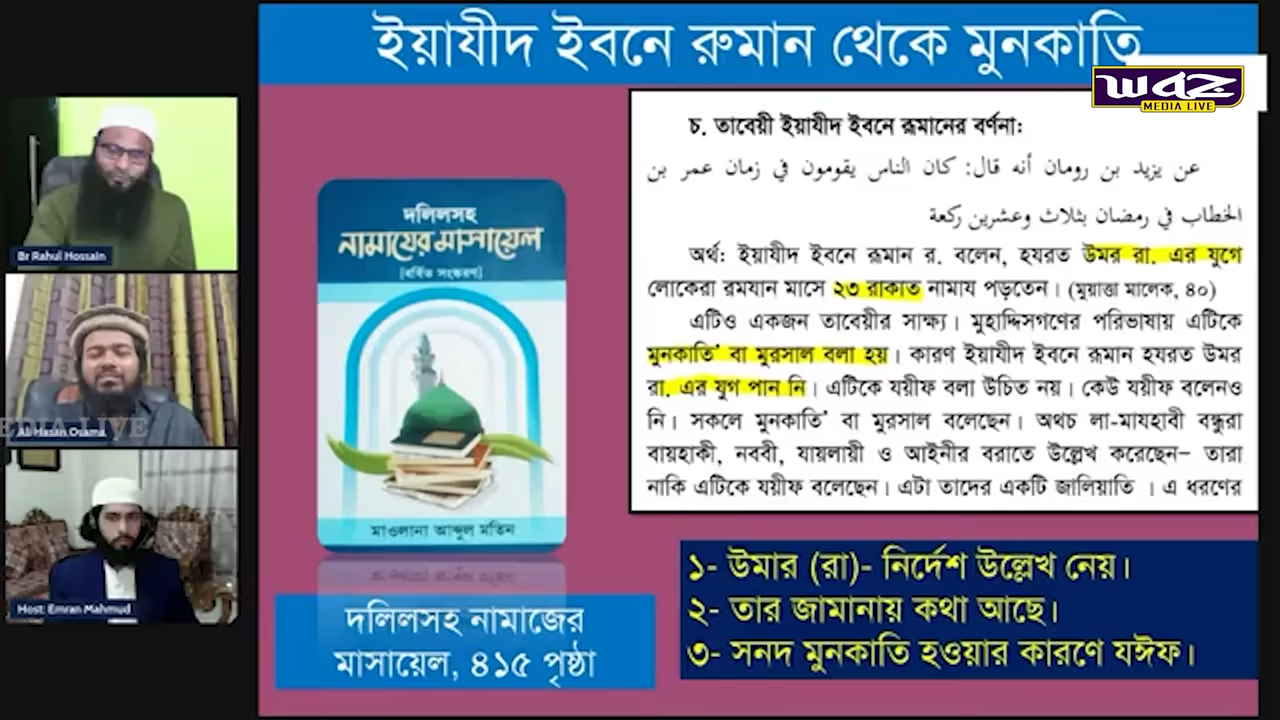 ইয়াযীদ ইবনে রুমান থেকে মুনকাতি
WAZ
MEDIA LIVE
Br Rahul Hossain
Al Hasan Osama
Host: Emran Mahmud
দলিলসহ
নামাযের মাসায়েল
[বর্ধিত সংস্করণ]
মাওলানা আব্দুল মতিন
দলিলসহ নামাজের
মাসায়েল, ৪১৫ পৃষ্ঠা
চ. তাবেয়ী ইয়াযীদ ইবনে রূমানের বর্ণনা:
عن يزيد بن رومان أنه قال: كان الناس يقومون في زمان عمر بن
الخطاب في رمضان بثلاث وعشرين ركعة
অর্থ: ইয়াযীদ ইবনে রূমান র. বলেন, হযরত উমর রা. এর যুগে
লোকেরা রমযান মাসে ২৩ রাকাত নামায পড়তেন। (মুয়াত্তা মালেক, ৪০)
এটিও একজন তাবেয়ীর সাক্ষ্য। মুহাদ্দিসগণের পরিভাষায় এটিকে
মুনকাতি' বা মুরসাল বলা হয়। কারণ ইয়াযীদ ইবনে রূমান হযরত উমর
রা. এর যুগ পান নি। এটিকে যয়ীফ বলা উচিত নয়। কেউ যয়ীফ বলেনও
নি। সকলে মুনকাতি' বা মুরসাল বলেছেন। অথচ লা-মাযহাবী বন্ধুরা
বায়হাকী, নববী, যায়লায়ী ও আইনীর বরাতে উল্লেখ করেছেন– তারা
নাকি এটিকে যয়ীফ বলেছেন। এটা তাদের একটি জালিয়াতি । এ ধরণের
১- উমার (রা)- নির্দেশ উল্লেখ নেয়।
২- তার জামানায় কথা আছে।
৩- সনদ মুনকাতি হওয়ার কারণে যঈফ।